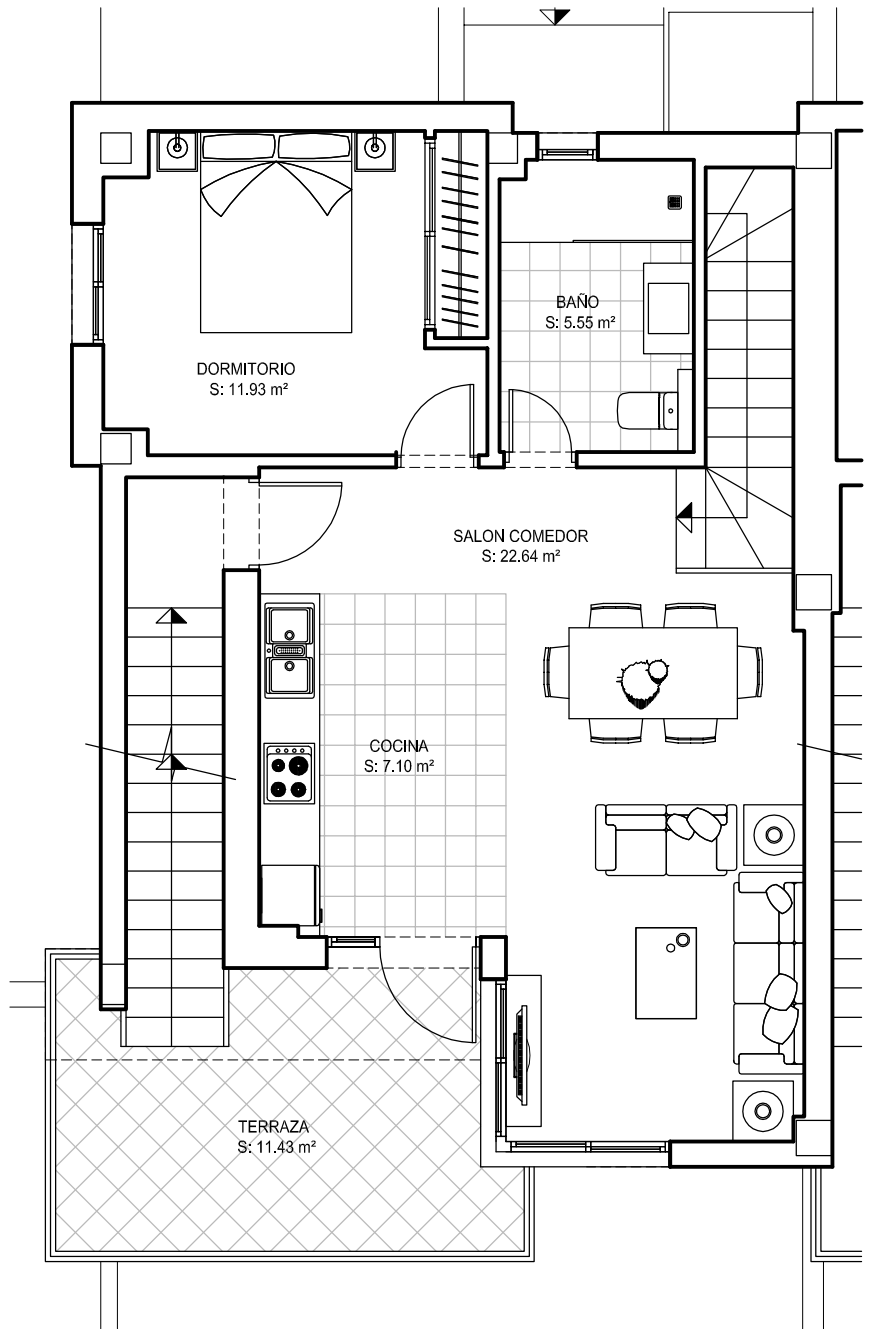 BAÑO
S: 5.55 m²
DORMITORIO
S: 11.93 m²
SALON COMEDOR
S: 22.64 m²
COCINA
S: 7.10 m²
TERRAZA
S: 11.43 m²